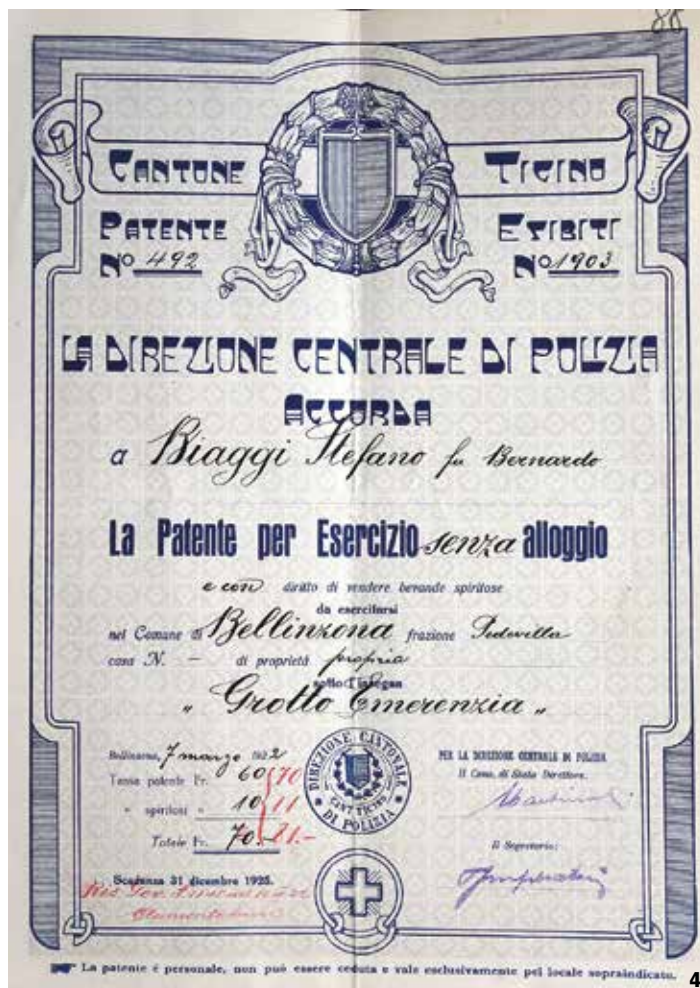 88
CANTONE TICINO
PATENTE ESIBITI
No 492 No 1903
LA DIREZIONE CENTRALE DI POLIZIA
ACCORDA
a Biaggi Stefano fu Bernardo
La Patente per Esercizio senza alloggio
e con diritto di vendere bevande spiritose
da esercitarsi
nel Comune di Bellinzona frazione Pedevilla
casa N. - di proprietà propria
sotto l'insegna
„ Grotto Emerenzia „
Bellinzona, 7 marzo 1922
Tassa patente Fr. 60 70
„ spiritosi „ 10 11
Totale Fr. 70.- 81.-
Scadenza 31 dicembre 1925.
Ris. Gov.
DIREZIONE CANTONALE
CANT. TICINO
DI POLIZIA
PER LA DIREZIONE CENTRALE DI POLIZIA
Il Cons. di Stato Direttore.
Il Segretario:
La patente è personale, non può essere ceduta e vale esclusivamente pel locale sopraindicato.
4